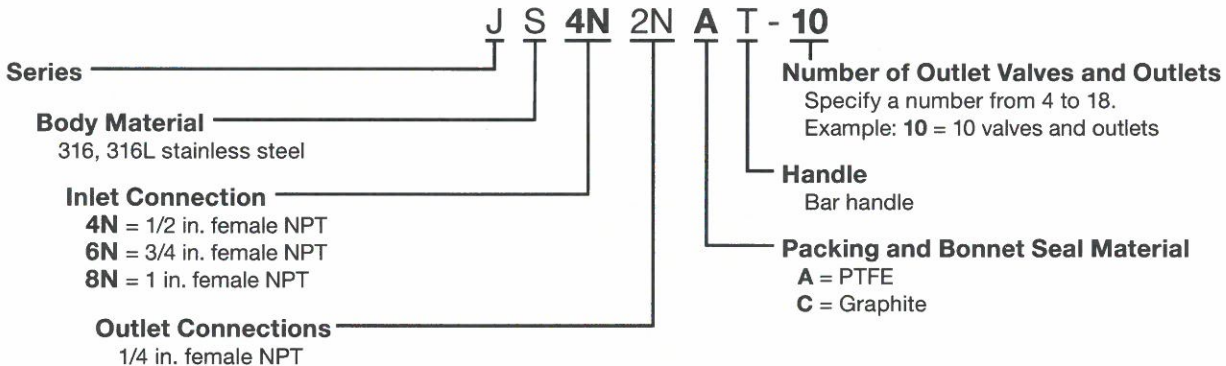 J S 4N 2N A T - 10
Series
Body Material
316, 316L stainless steel
Inlet Connection
4N = 1/2 in. female NPT
6N = 3/4 in. female NPT
8N = 1 in. female NPT
Outlet Connections
1/4 in. female NPT
Number of Outlet Valves and Outlets
Specify a number from 4 to 18.
Example: 10 = 10 valves and outlets
Handle
Bar handle
Packing and Bonnet Seal Material
A = PTFE
C = Graphite